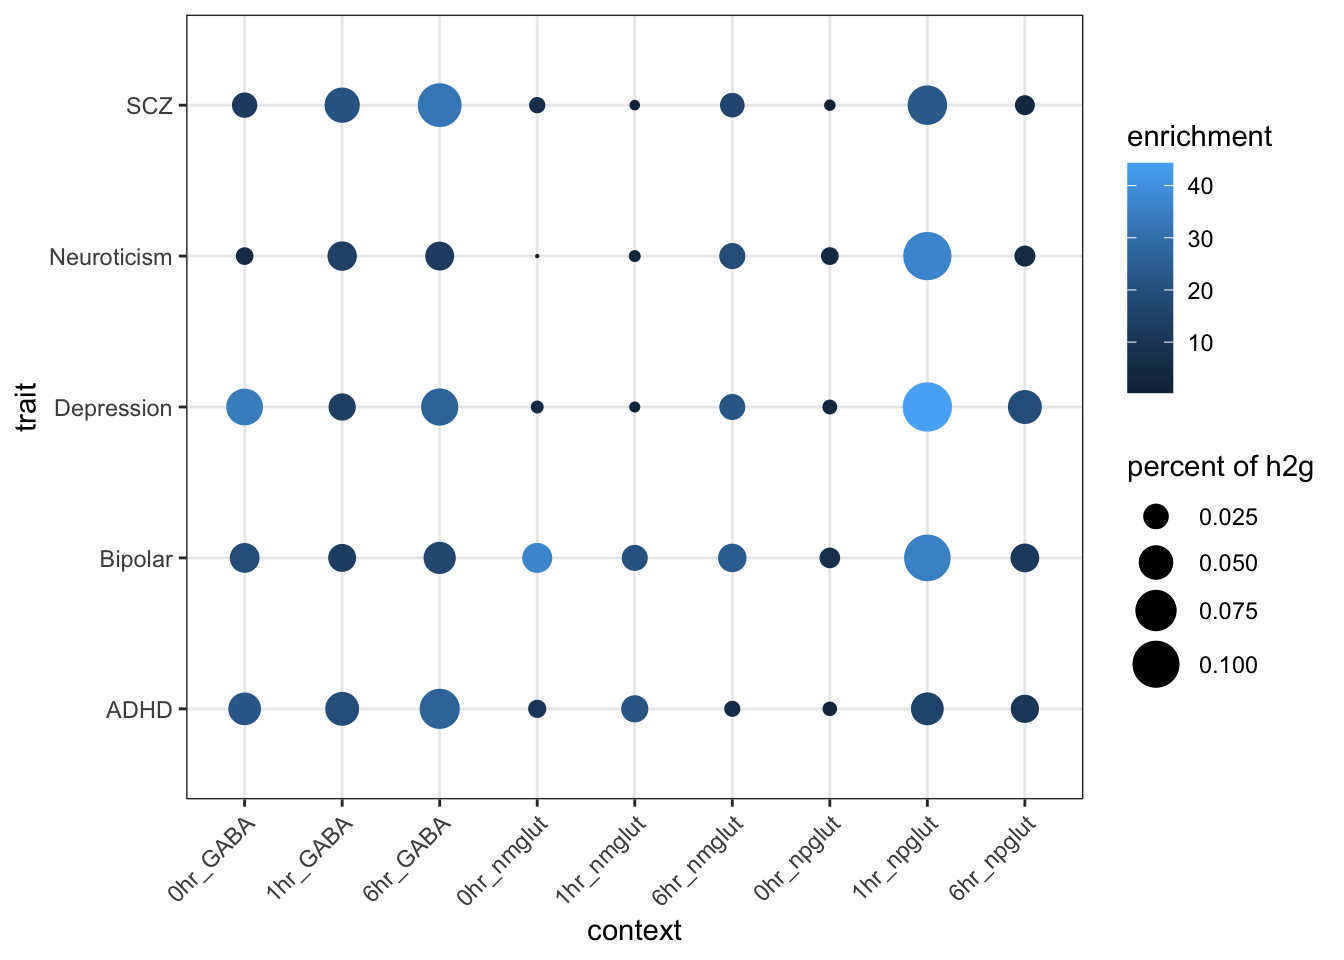 SCZ
Neuroticism
Depression
Bipolar
ADHD
trait
0hr_GABA
1hr_GABA
6hr_GABA
0hr_nmglut
1hr_nmglut
6hr_nmglut
0hr_npglut
1hr_npglut
6hr_npglut
context
enrichment
40
30
20
10
percent of h2g
0.025
0.050
0.075
0.100